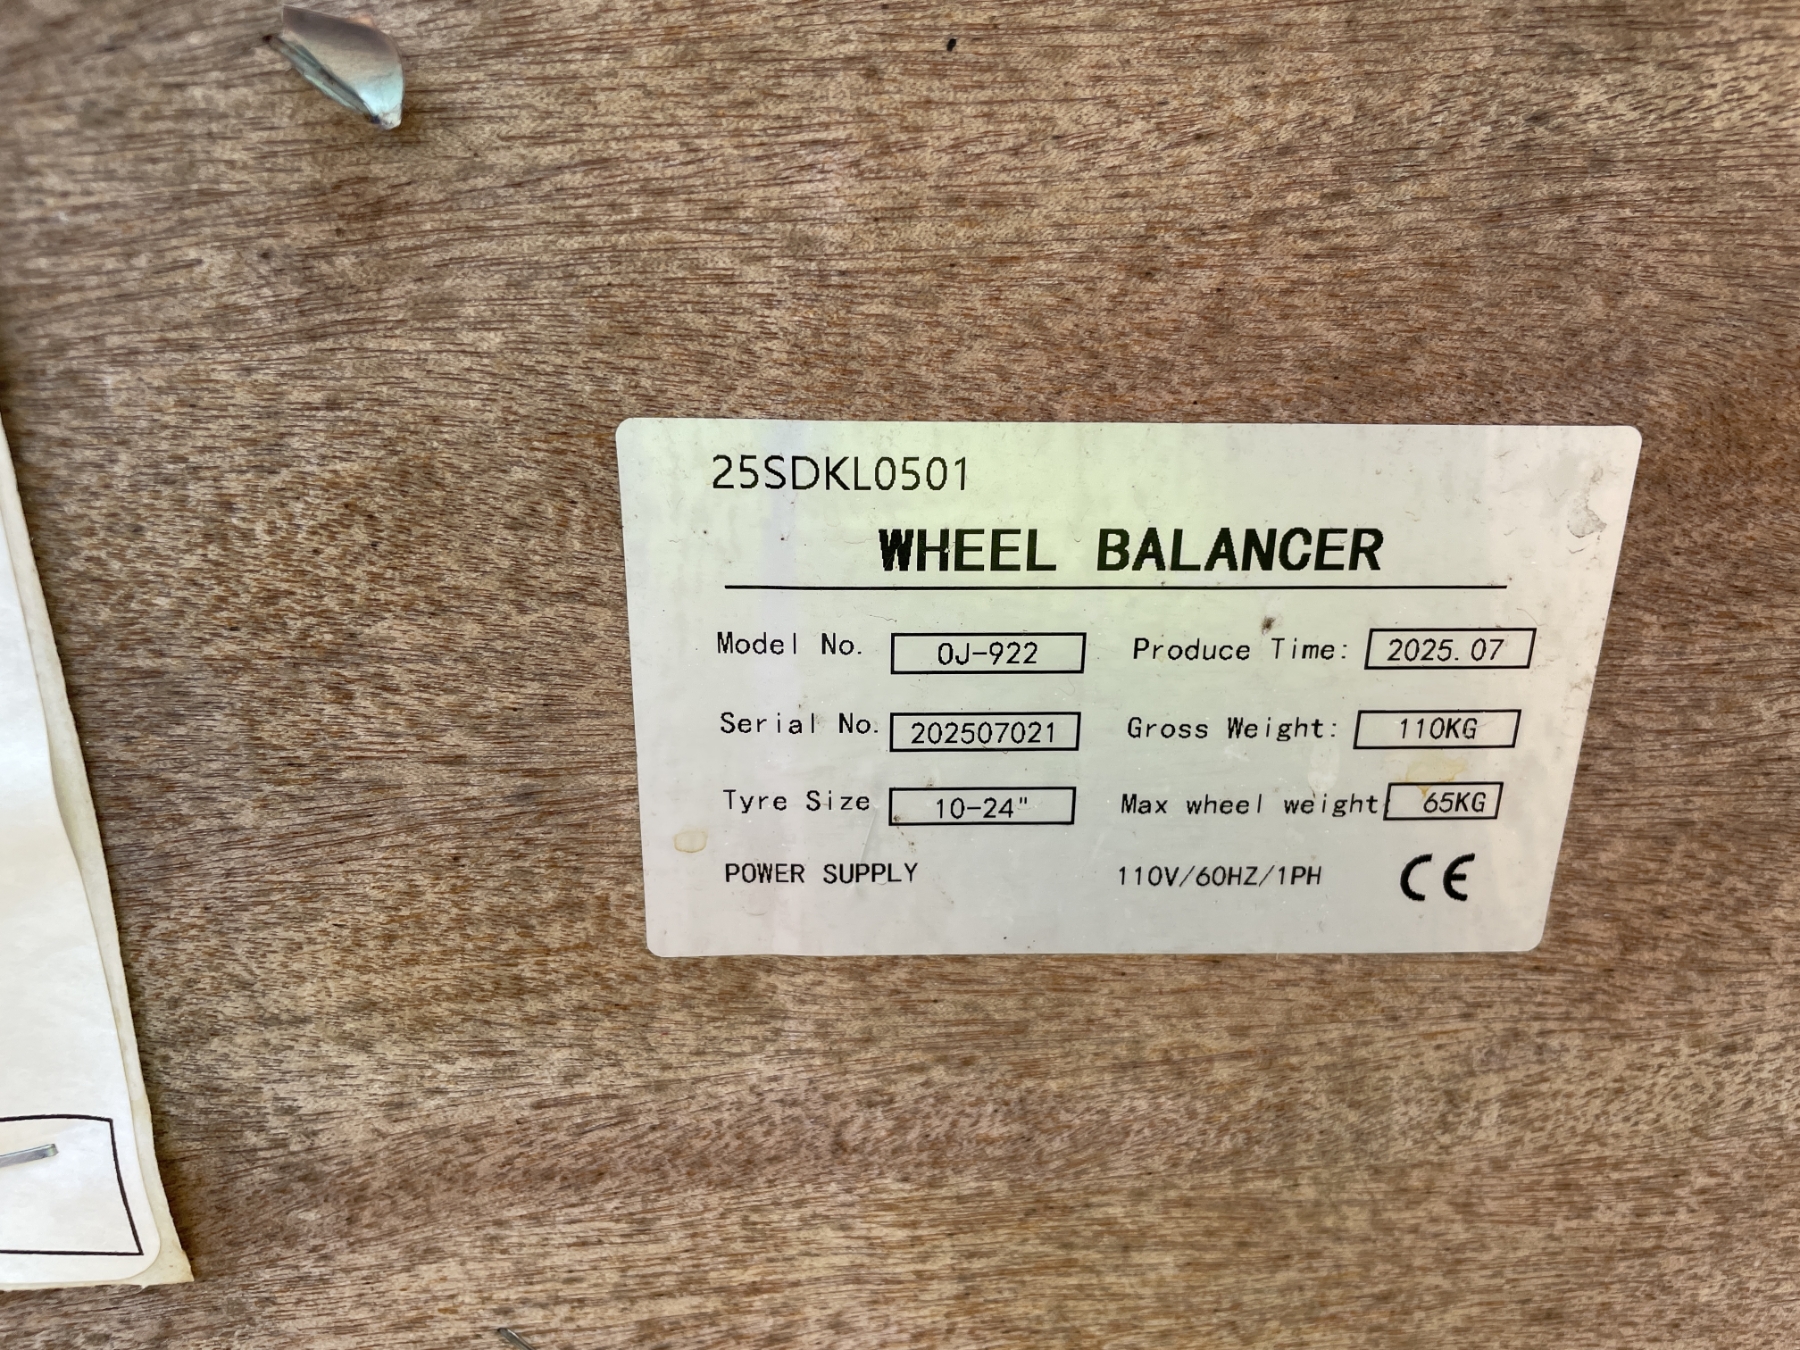 25SDKL0501
WHEEL BALANCER
Model No. OJ-922 Produce Time: 2025.07
Serial No. 202507021 Gross Weight: 110KG
Tyre Size 10-24" Max wheel weight: 65KG
POWER SUPPLY 110V/60HZ/1PH CE